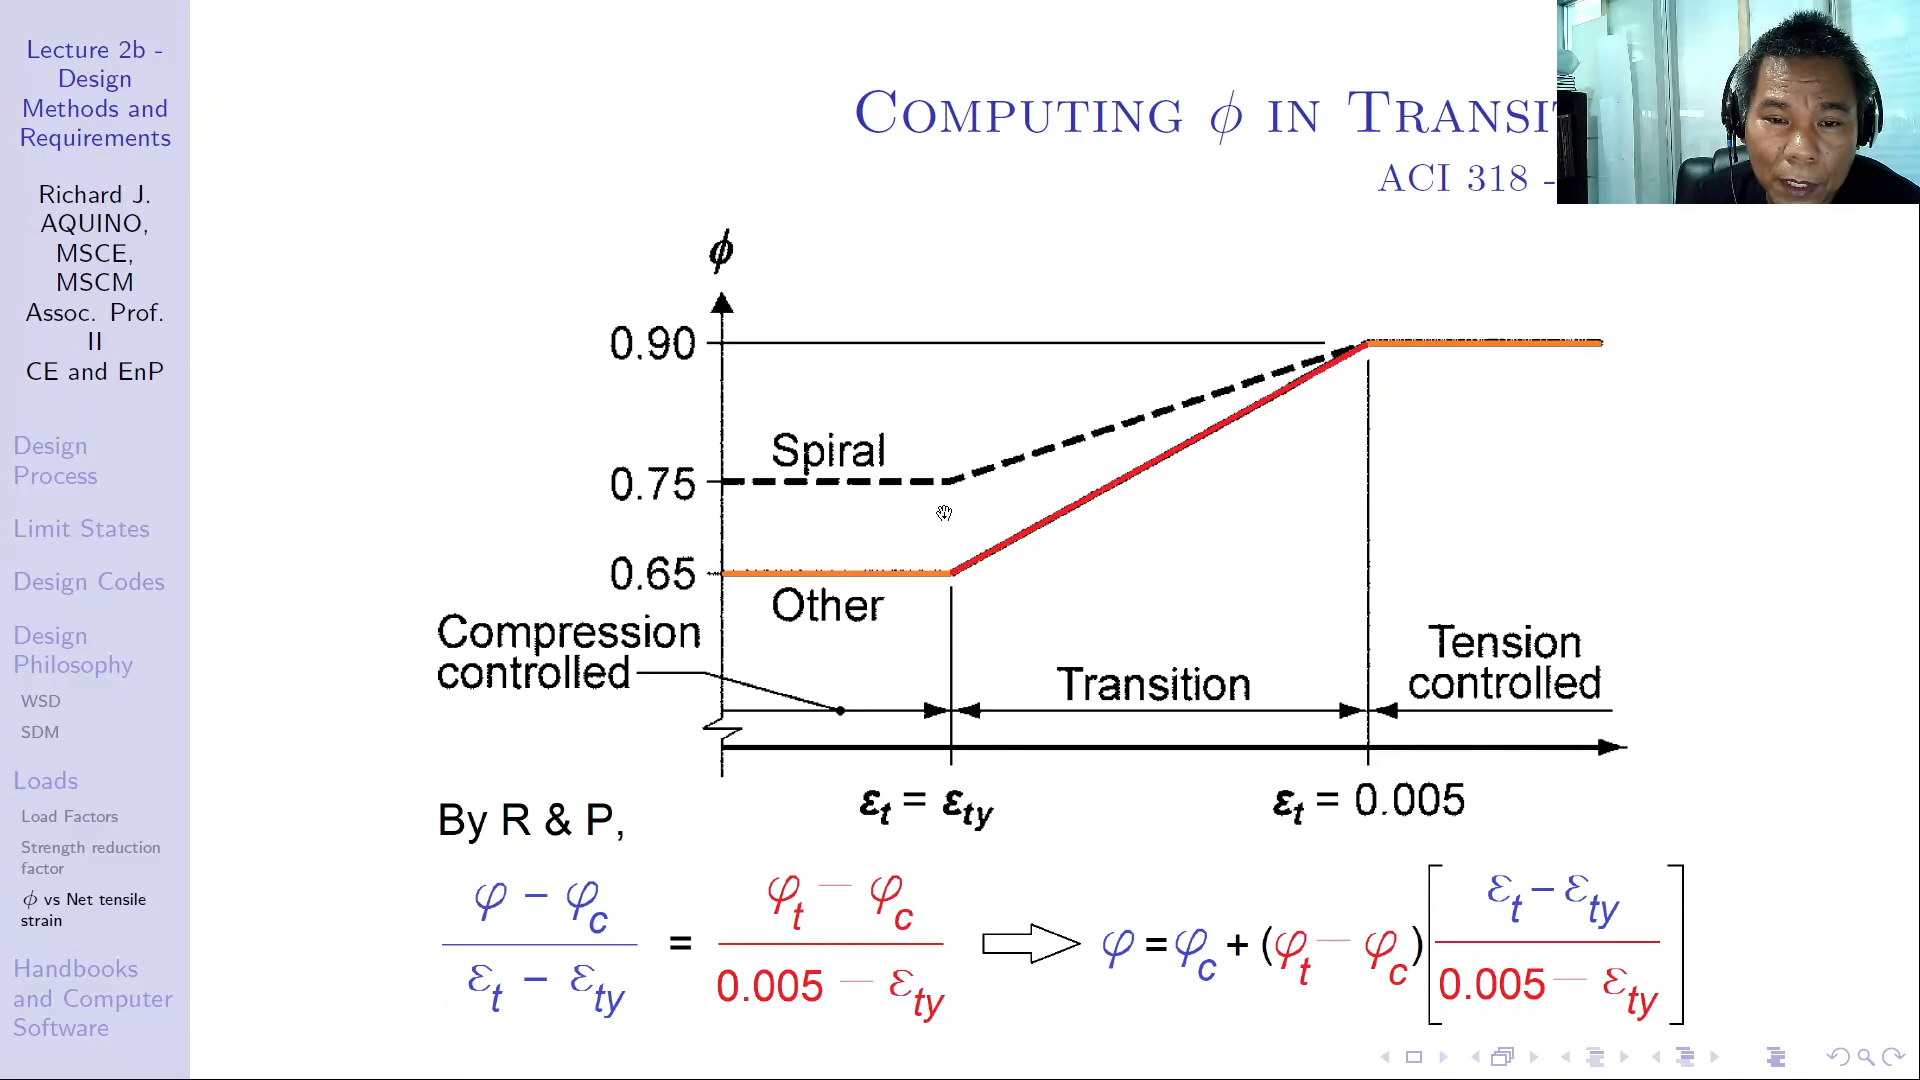 Lecture 2b -
Design
Methods and
Requirements
Richard J.
AQUINO,
MSCE,
MSCM
Assoc. Prof.
II
CE and EnP
Design
Process
Limit States
Design Codes
Design
Philosophy
WSD
SDM
Loads
Load Factors
Strength reduction
factor
ϕ vs Net tensile
strain
Handbooks
and Computer
Software
COMPUTING ϕ IN
ACI 318 -
ϕ
0.90
Spiral
0.75
0.65
Other
Compression
controlled
Transition
Tension
controlled
εt = εty
εt = 0.005
By R & P,
φ − φc / εt − εty = φt − φc / 0.005 − εty ⇒ φ = φc + (φt − φc) [εt − εty / 0.005 − εty]